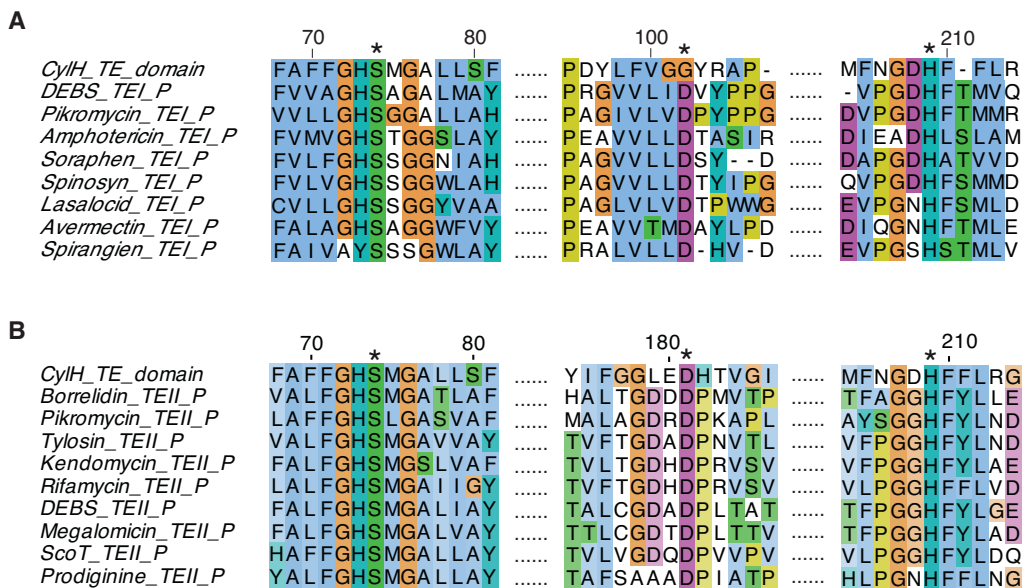 A
70 * 80 100 * * 210
CylH_TE_domain FAFFGHSMGALLSF ...... PDYLFVGGYRAP- ...... MFNGDHF-FLR
DEBS_TEI_P FVVAGHSAGALMAY ...... PRGVVLIDVYPPG ...... -VPGDHFTMVQ
Pikromycin_TEI_P VVLLGHSGGALLAH ...... PAGIVLVDPYPPG ...... DVPGDHFTMMR
Amphotericin_TEI_P FVMVGHSTGGSLAH ...... PEAVVLLDTASIR ...... DIEADHLSLAM
Soraphen_TEI_P FVLFGHSSGGNIAH ...... PAGVVLLDSY--D ...... DAPGDHATVVD
Spinosyn_TEI_P FVLVGHSSGGWLAH ...... PAGVVLLDTYIPG ...... QVPGDHFSMMD
Lasalocid_TEI_P CVLLGHSSGGYVAA ...... PAGLVLVDTPWWG ...... EVPGNHFSMLD
Avermectin_TEI_P FALAGHSAGGWFVY ...... PEAVVTMDAYLPD ...... DIQGNHFTMLE
Spirangien_TEI_P FAIVAYSSSGWLAY ...... PRALVLLD-HV-D ...... EVPGSHSTMLV
B
70 * 80 180 * * 210
CylH_TE_domain FAFFGHSMGALLSF ...... YIFGGLEDHTVGI ...... MFNGDHFFLRG
Borrelidin_TEII_P VALFGHSMGATLAF ...... HALTGDDDPMVTP ...... TFAGGHFYLLE
Pikromycin_TEII_P LAFFGHSLGASVAF ...... MALAGDRDPKAPL ...... AYSGGHFYLND
Tylosin_TEII_P VALFGHSMGAVVAY ...... TVFTGDADPNVTL ...... VFPGGHFYLND
Kendomycin_TEII_P FALFGHSMGSLVAF ...... TVLTGDHDPRVSV ...... VFPGGHFYLAE
Rifamycin_TEII_P LALFGHSMGAIIGY ...... TVFTGDHDPRVSV ...... VLPGGHFFLVD
DEBS_TEII_P FALFGHSMGALIAY ...... TALCGDADPLTAT ...... TFPGGHFYLGE
Megalomicin_TEII_P FALFGHSMGALVAY ...... TTLCGDTDPLVTT ...... TFPGGHFYLAD
ScoT_TEII_P HAFFGHSMGALLAY ...... TVLVGDQDPVVPV ...... VLPGGHFYLDQ
Prodiginine_TEII_P YALFGHSMGALLAY ...... TAFSAAADPIATP ...... HLPGNHFFLNG